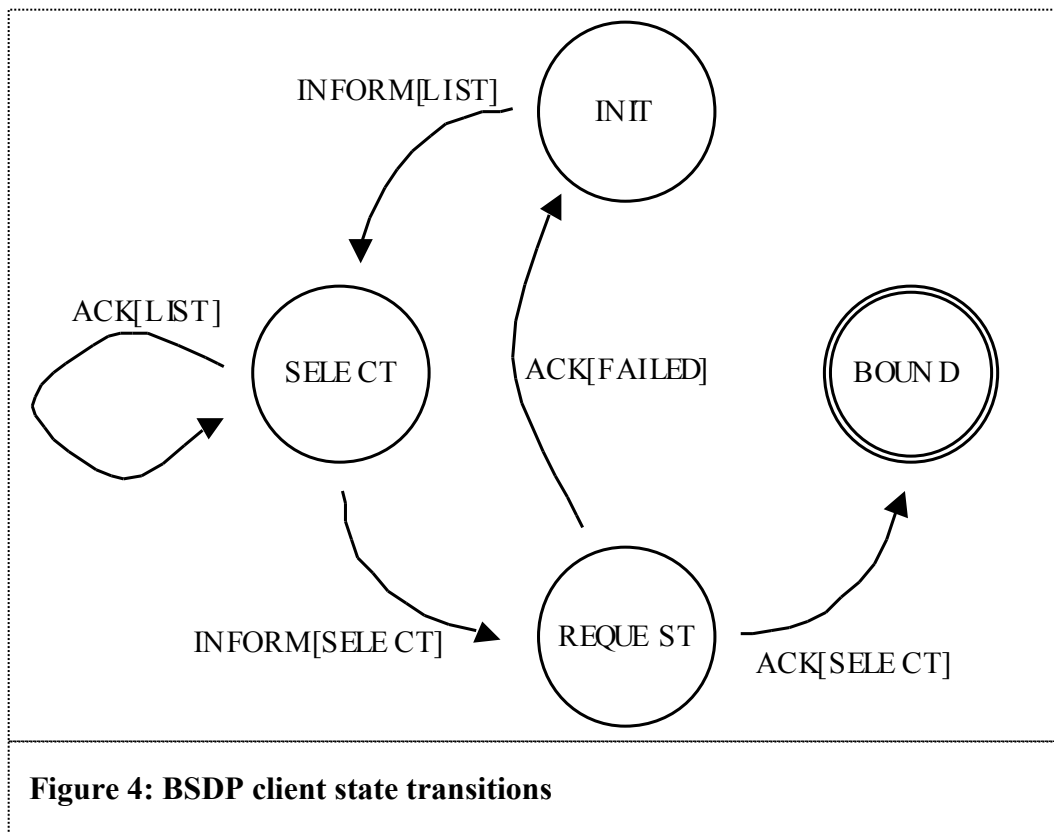 INFORM[LIST]
INIT
ACK[LIST]
SELECT
ACK[FAILED]
BOUND
INFORM[SELECT]
REQUEST
ACK[SELECT]
Figure 4: BSDP client state transitions